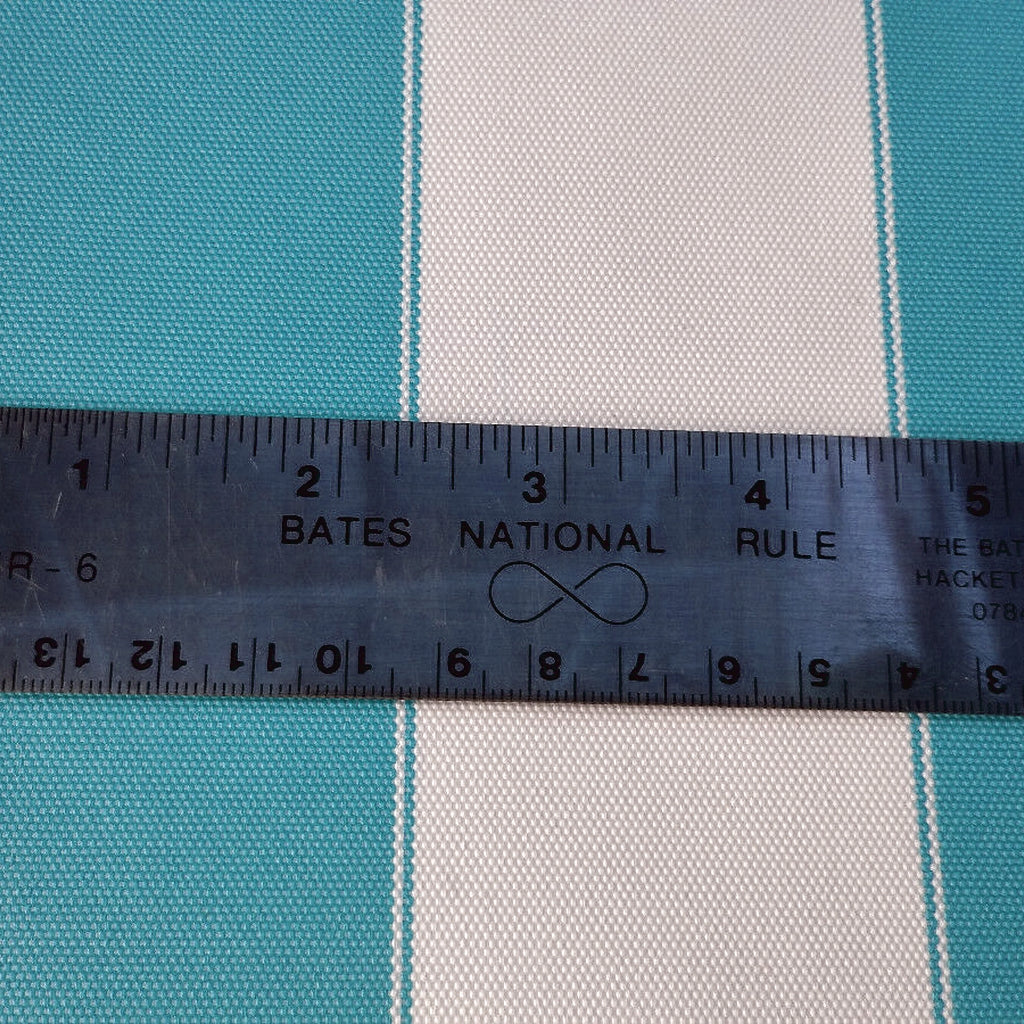 1 2 3 4 5
BATES NATIONAL RULE
THE BAT
R - 6
HACKET
078
13 12 11 10 9 8 7 6 5 4 3